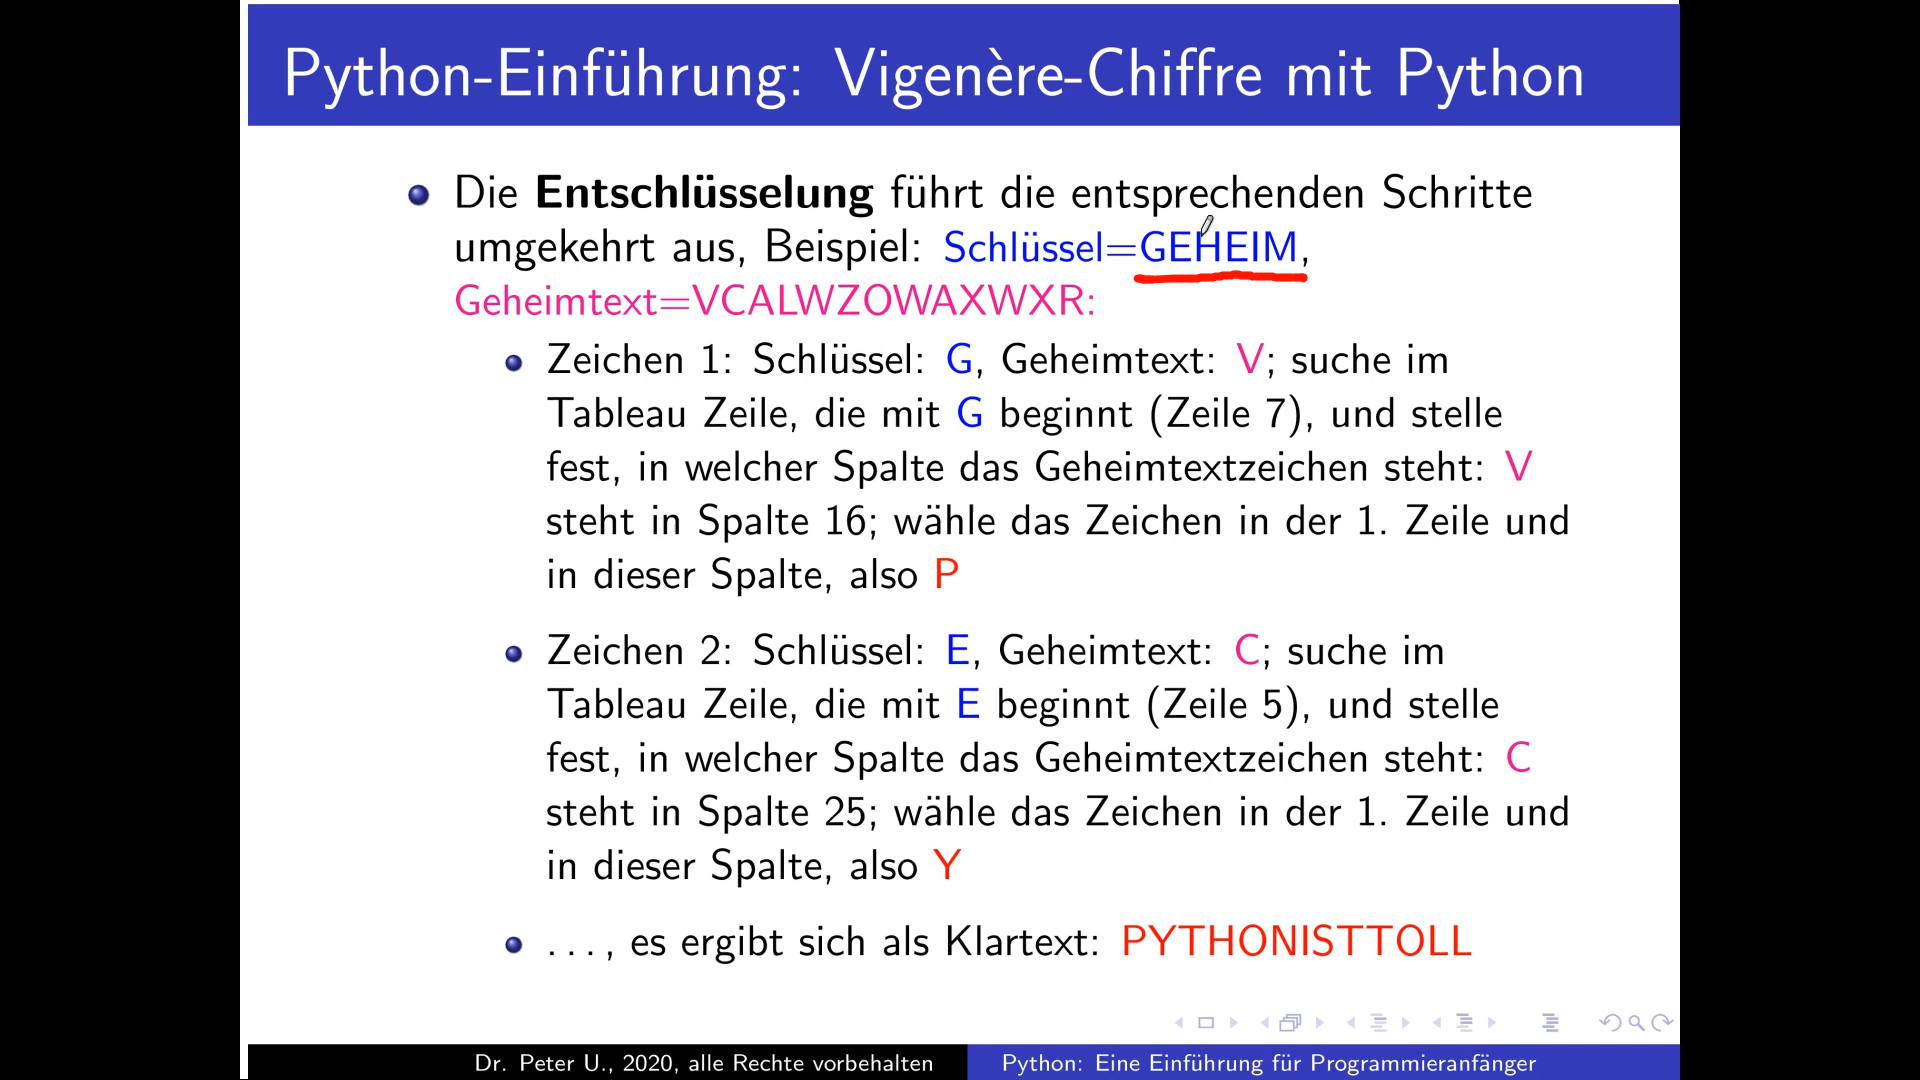 Python-Einführung: Vigenère-Chiffre mit Python
Die Entschlüsselung führt die entsprechenden Schritte
umgekehrt aus, Beispiel: Schlüssel=GEHEIM,
Geheimtext=VCALWZOWAXWXR:
Zeichen 1: Schlüssel: G, Geheimtext: V; suche im
Tableau Zeile, die mit G beginnt (Zeile 7), und stelle
fest, in welcher Spalte das Geheimtextzeichen steht: V
steht in Spalte 16; wähle das Zeichen in der 1. Zeile und
in dieser Spalte, also P
Zeichen 2: Schlüssel: E, Geheimtext: C; suche im
Tableau Zeile, die mit E beginnt (Zeile 5), und stelle
fest, in welcher Spalte das Geheimtextzeichen steht: C
steht in Spalte 25; wähle das Zeichen in der 1. Zeile und
in dieser Spalte, also Y
..., es ergibt sich als Klartext: PYTHONISTTOLL
Dr. Peter U., 2020, alle Rechte vorbehalten
Python: Eine Einführung für Programmieranfänger